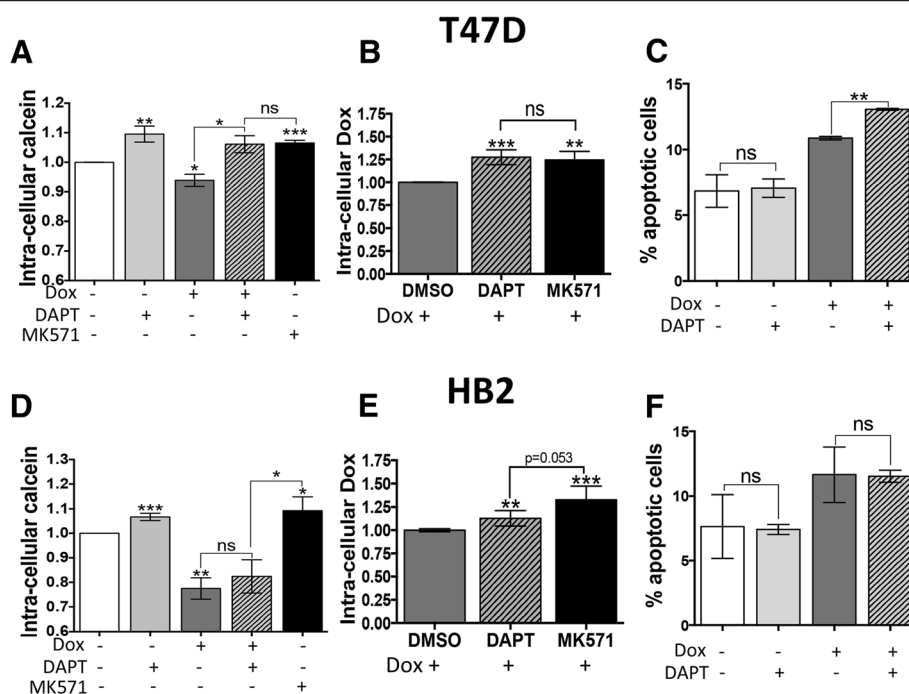 T47D
A
B
C
Intra-cellular calcein
1.2
1.1
1.0
0.9
0.8
0.7
0.6
**
*
*
ns
***
Dox - - + + -
DAPT - + - + -
MK571 - - - - +
Intra-cellular Dox
1.75
1.50
1.25
1.00
0.75
0.50
0.25
0.00
ns
***
**
DMSO DAPT MK571
Dox + + +
% apoptotic cells
15
10
5
0
ns
**
Dox - - + +
DAPT - + - +
HB2
D
E
F
Intra-cellular calcein
1.3
1.2
1.1
1.0
0.9
0.8
0.7
0.6
***
**
ns
*
*
Dox - - + + -
DAPT - + - + -
MK571 - - - - +
Intra-cellular Dox
1.75
1.50
1.25
1.00
0.75
0.50
0.25
0.00
p=0.053
**
***
DMSO DAPT MK571
Dox + + +
% apoptotic cells
15
10
5
0
ns
ns
Dox - - + +
DAPT - + - +